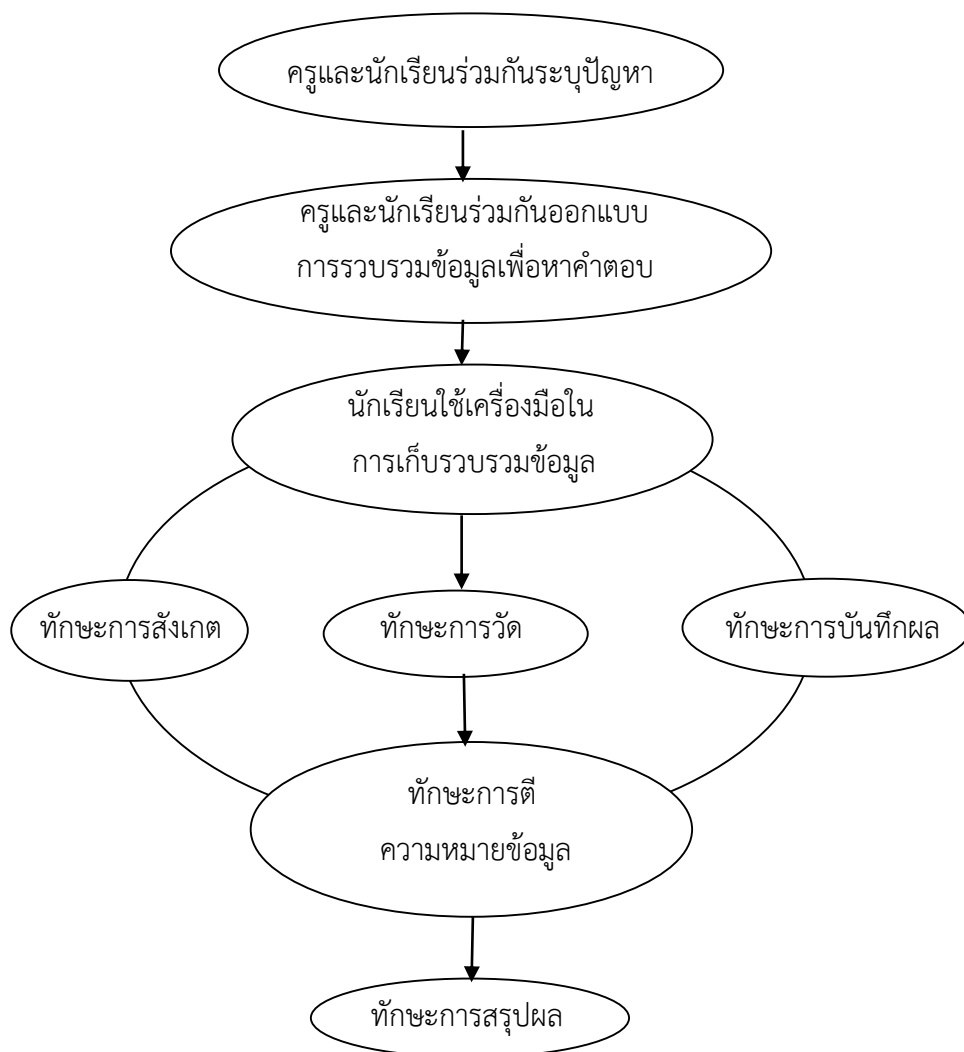 ครูและนักเรียนร่วมกันระบุปัญหา
ครูและนักเรียนร่วมกันออกแบบ
การรวบรวมข้อมูลเพื่อหาคำตอบ
นักเรียนใช้เครื่องมือใน
การเก็บรวบรวมข้อมูล
ทักษะการสังเกต
ทักษะการวัด
ทักษะการบันทึกผล
ทักษะการตี
ความหมายข้อมูล
ทักษะการสรุปผล